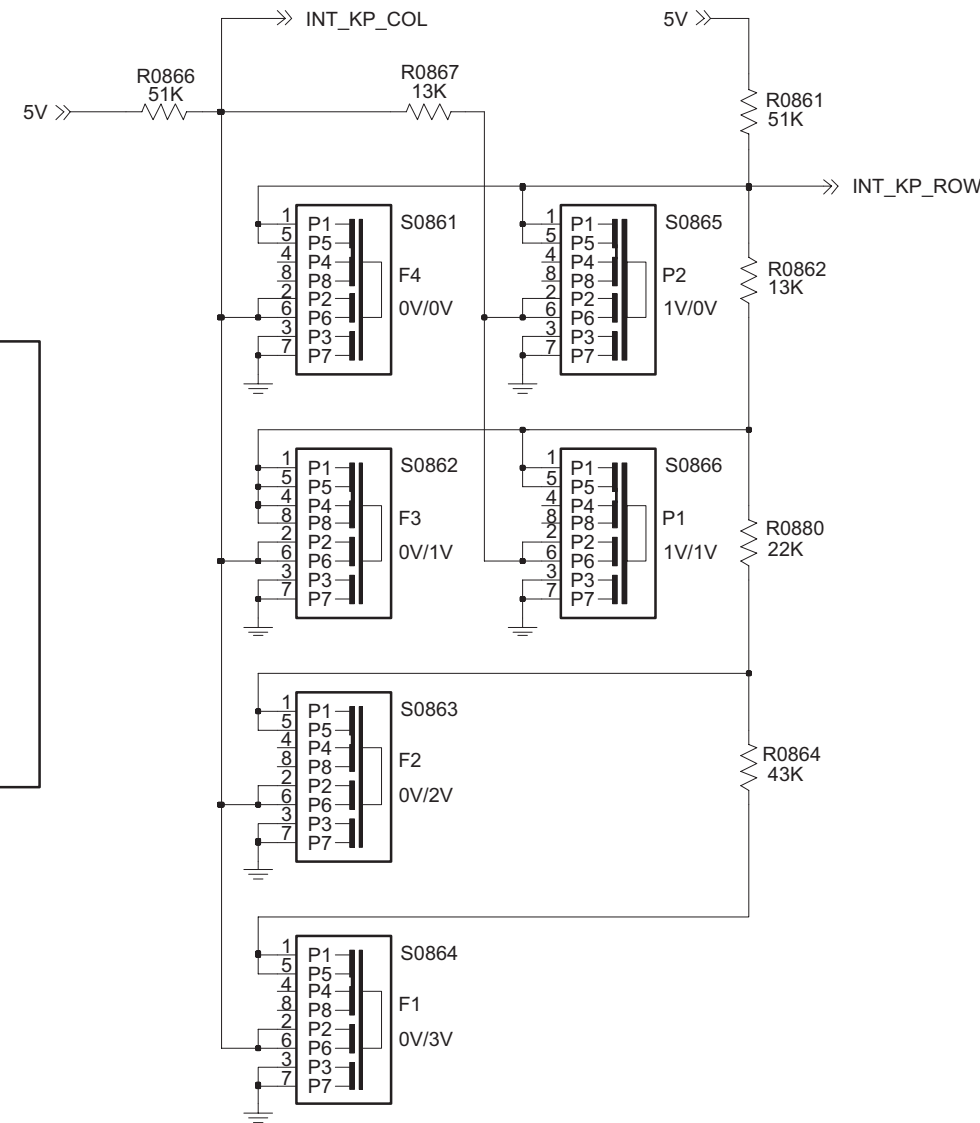 INT_KP_COL
5V
R0866
51K
R0867
13K
5V
R0861
51K
INT_KP_ROW
1 P1
5 P5
4 P4
8 P8
2 P2
6 P6
3 P3
7 P7
S0861
F4
0V/0V
1 P1
5 P5
4 P4
8 P8
2 P2
6 P6
3 P3
7 P7
S0865
P2
1V/0V
R0862
13K
1 P1
5 P5
4 P4
8 P8
2 P2
6 P6
3 P3
7 P7
S0862
F3
0V/1V
1 P1
5 P5
4 P4
8 P8
2 P2
6 P6
3 P3
7 P7
S0866
P1
1V/1V
R0880
22K
1 P1
5 P5
4 P4
8 P8
2 P2
6 P6
3 P3
7 P7
S0863
F2
0V/2V
R0864
43K
1 P1
5 P5
4 P4
8 P8
2 P2
6 P6
3 P3
7 P7
S0864
F1
0V/3V